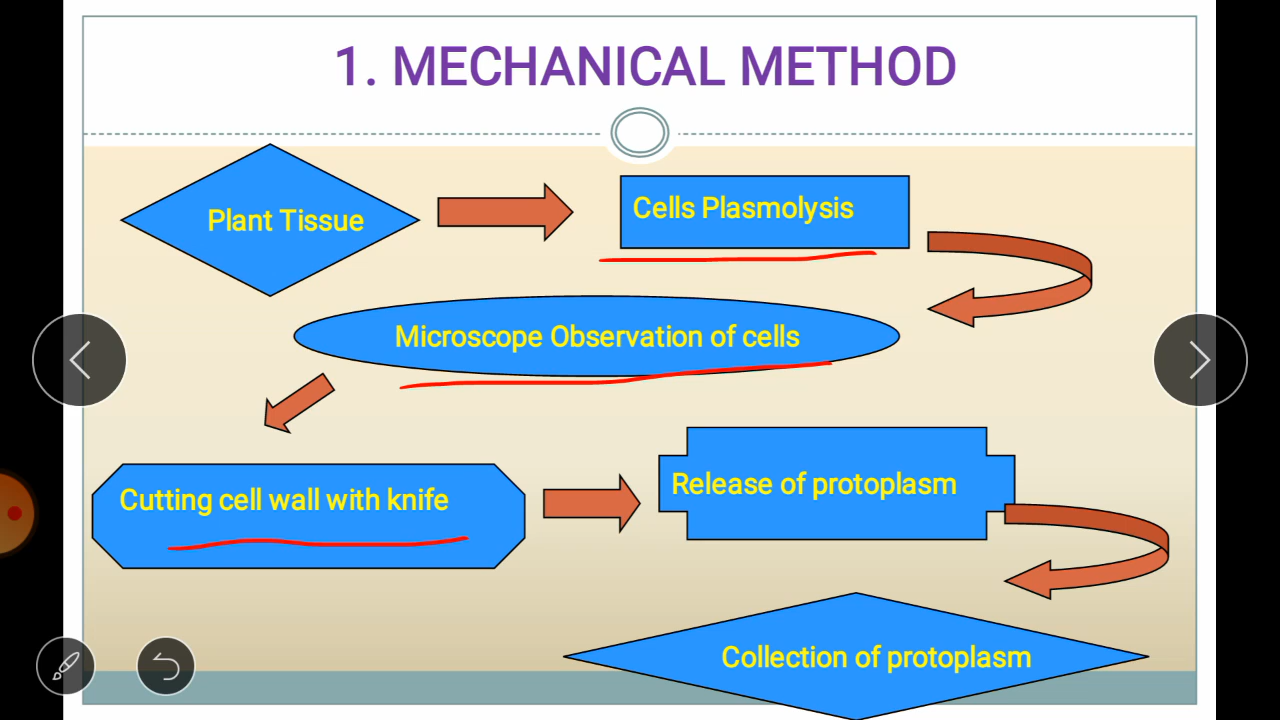 1. MECHANICAL METHOD
Plant Tissue
Cells Plasmolysis
Microscope Observation of cells
Cutting cell wall with knife
Release of protoplasm
Collection of protoplasm